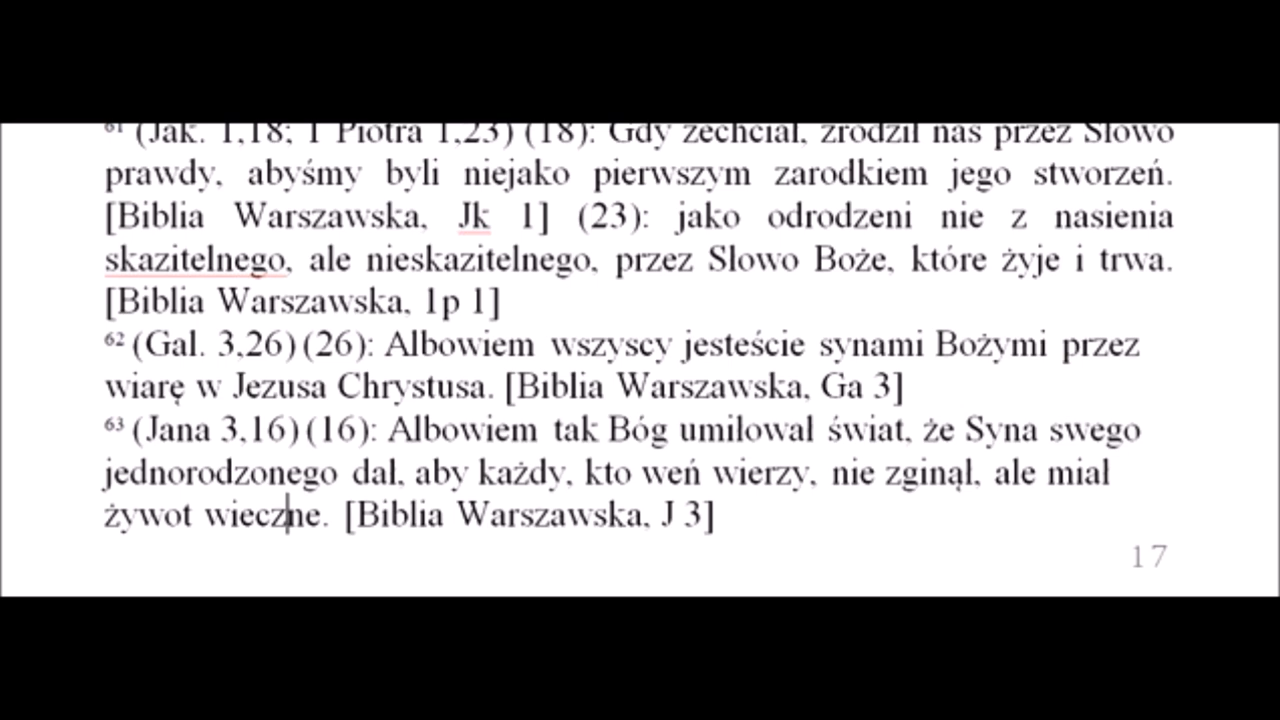 ⁶¹ (Jak. 1,18; 1 Piotra 1,23) (18): Gdy zechciał, zrodził nas przez Słowo
prawdy, abyśmy byli niejako pierwszym zarodkiem jego stworzeń.
[Biblia Warszawska, Jk 1] (23): jako odrodzeni nie z nasienia
skazitelnego, ale nieskazitelnego, przez Słowo Boże, które żyje i trwa.
[Biblia Warszawska, 1p 1]
⁶² (Gal. 3,26) (26): Albowiem wszyscy jesteście synami Bożymi przez
wiarę w Jezusa Chrystusa. [Biblia Warszawska, Ga 3]
⁶³ (Jana 3,16) (16): Albowiem tak Bóg umiłował świat, że Syna swego
jednorodzonego dał, aby każdy, kto weń wierzy, nie zginął, ale miał
żywot wieczne. [Biblia Warszawska, J 3]
17